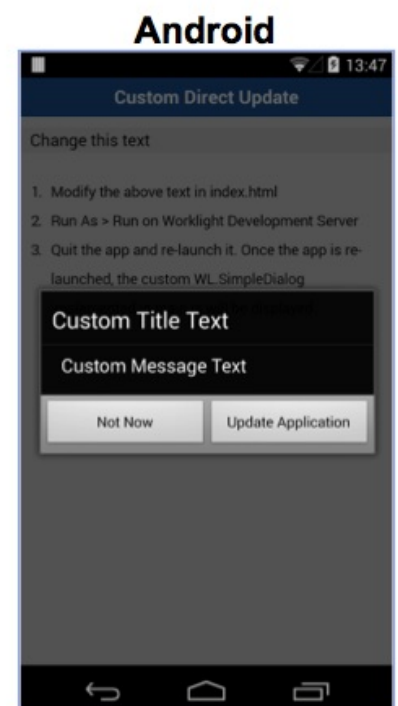 Android
13:47
Custom Direct Update
Change this text
1. Modify the above text in index.html
2. Run As > Run on Worklight Development Server
3. Quit the app and re-launch it. Once the app is re-
launched, the custom WL.SimpleDialog
Custom Title Text
Custom Message Text
Not Now
Update Application